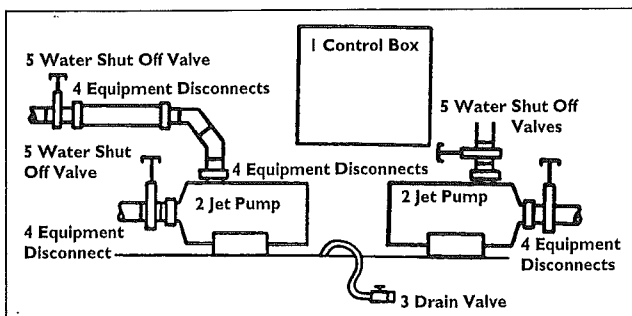 5 Water Shut Off Valve
1 Control Box
4 Equipment Disconnects
5 Water Shut Off
Valves
5 Water Shut
Off Valve
4 Equipment Disconnects
2 Jet Pump
2 Jet Pump
4 Equipment
Disconnect
4 Equipment
Disconnects
3 Drain Valve